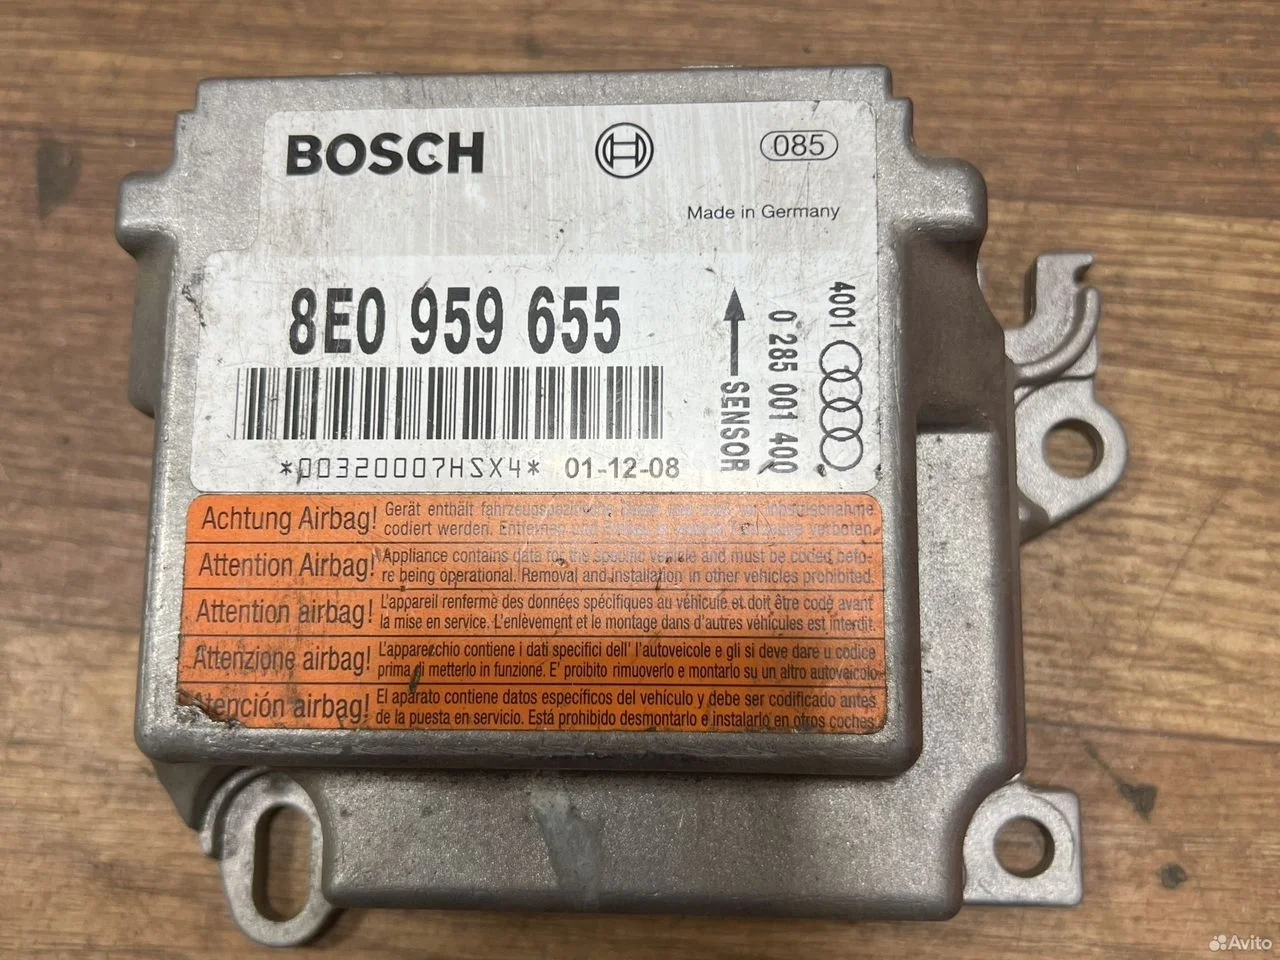 BOSCH
085
Made in Germany
8E0 959 655
*00320007HSX4* 01-12-08
SENSOR
0 285 001 400
4001
Achtung Airbag! Gerät enthält fahrzeugspezifische
codiert werden. Entfernen und verboten.
Attention Airbag! Appliance contains data for the specific vehicle and must be coded befo-
re being operational. Removal and installation in other vehicles prohibited.
Attention airbag! L'appareil renferme des données spécifiques au véhicule et doit être codé avant
la mise en service. L'enlèvement et le montage dans d'autres véhicules est interdit.
Attenzione airbag! L'apparecchio contiene i dati specifici dell' l'autoveicole e gli si deve dare u codice
prima di metterlo in funzione. E' proibito rimuoverlo e montarlo su un altro autoveicolo.
Atención airbag! El aparato contiene datos específicos del vehículo y debe ser codificado antes
de la puesta en servicio. Está prohibido desmontarlo e instalarlo en otros coches.
Avito